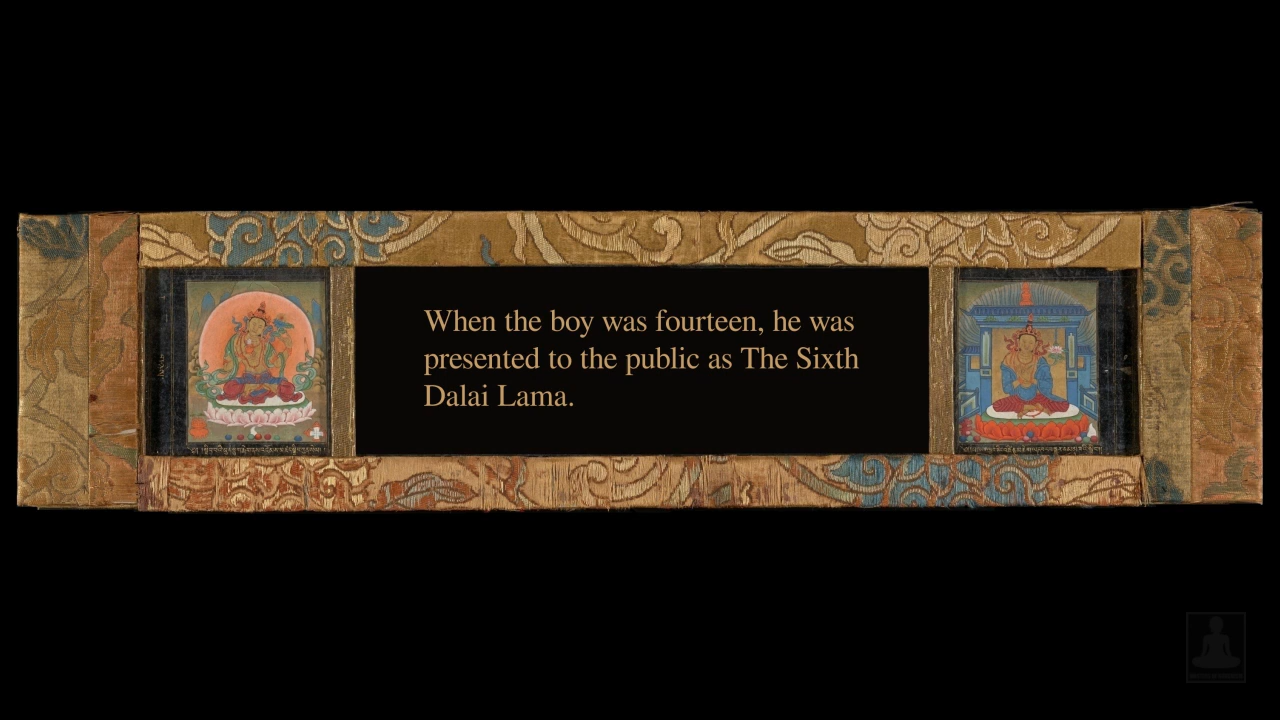 When the boy was fourteen, he was
presented to the public as The Sixth
Dalai Lama.